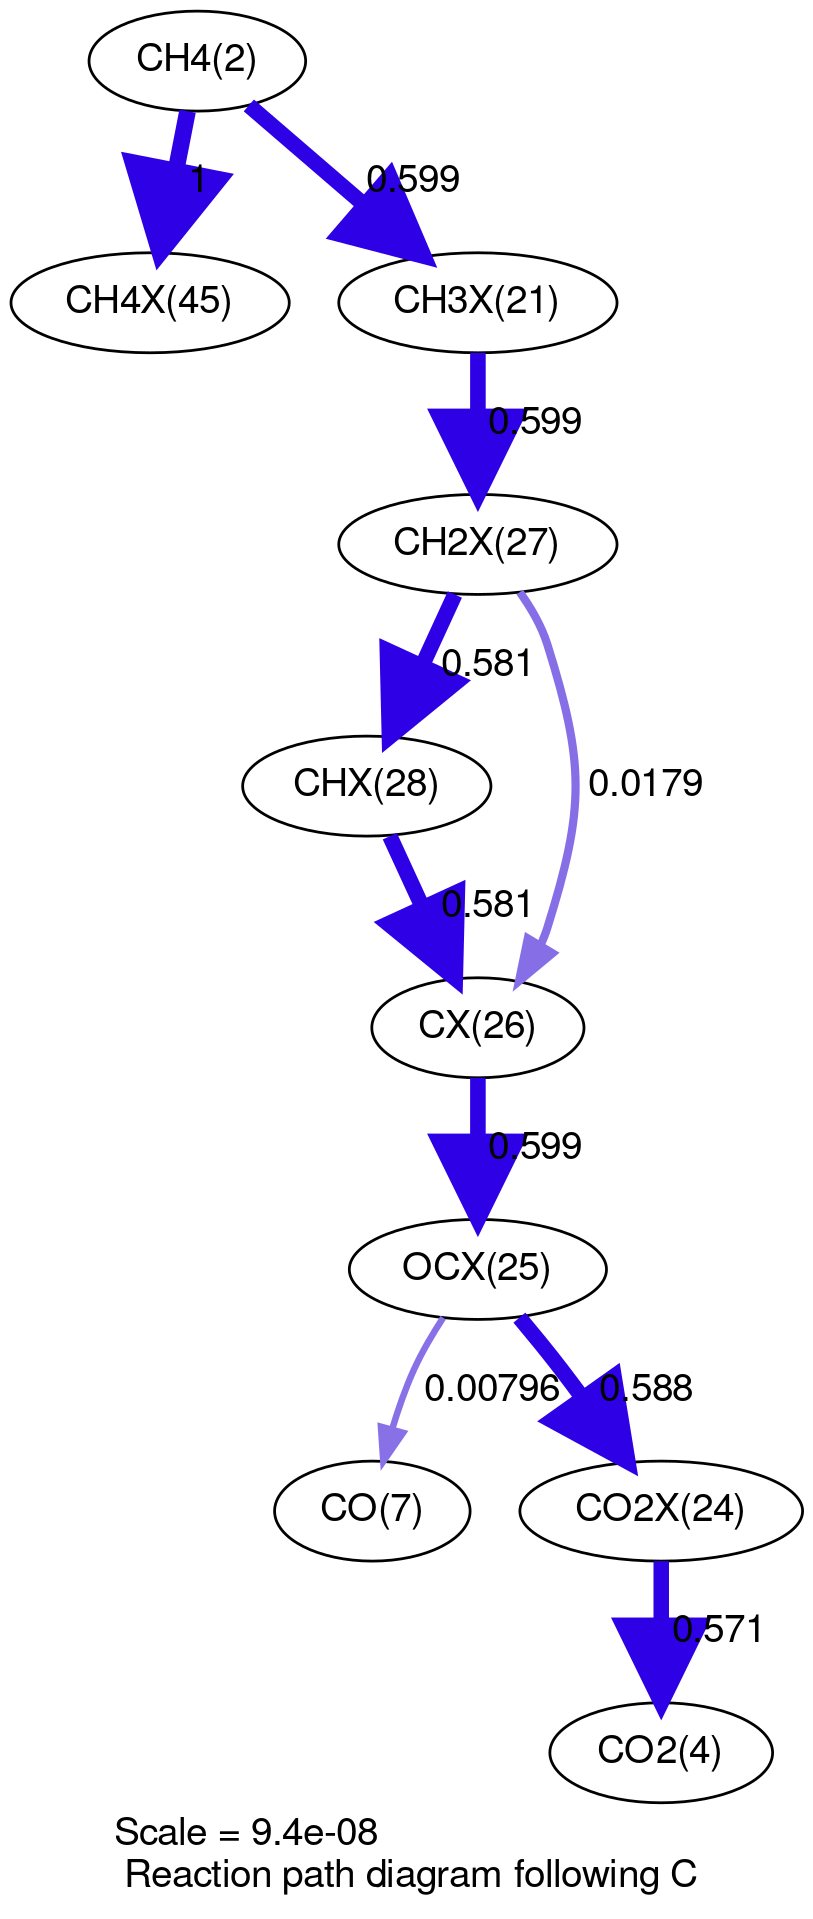 CH4(2)
1
0.599
CH4X(45)
CH3X(21)
0.599
CH2X(27)
0.581
0.0179
CHX(28)
0.581
CX(26)
0.599
OCX(25)
0.00796
0.588
CO(7)
CO2X(24)
0.571
CO2(4)
Scale = 9.4e-08
Reaction path diagram following C